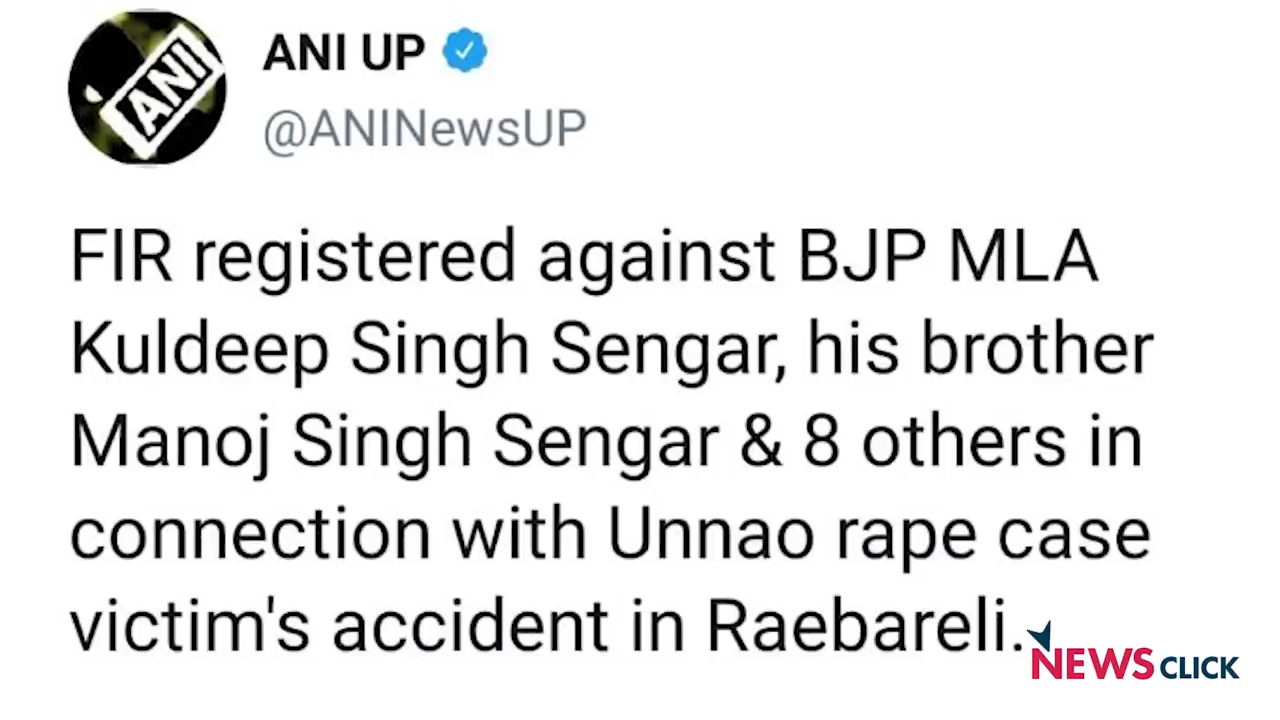 ANI
ANI UP
@ANINewsUP
FIR registered against BJP MLA
Kuldeep Singh Sengar, his brother
Manoj Singh Sengar & 8 others in
connection with Unnao rape case
victim's accident in Raebareli.
NEWSCLICK